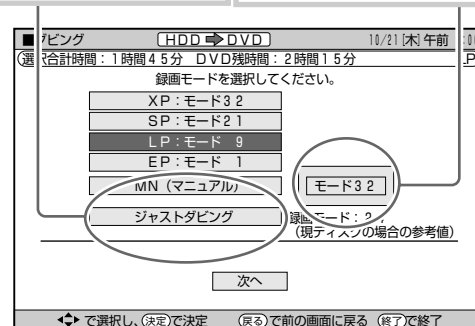 ダビング HDD➡DVD 10/21[木]午前
選択合計時間:1時間45分 DVD残時間:2時間15分
録画モードを選択してください。
XP:モード32
SP:モード21
LP:モード 9
EP:モード 1
MN(マニュアル)
モード32
ジャストダビング
録画モード:2
(現ディスクの場合の参考値)
次へ
で選択し、決定で決定 戻るで前の画面に戻る 終了で終了